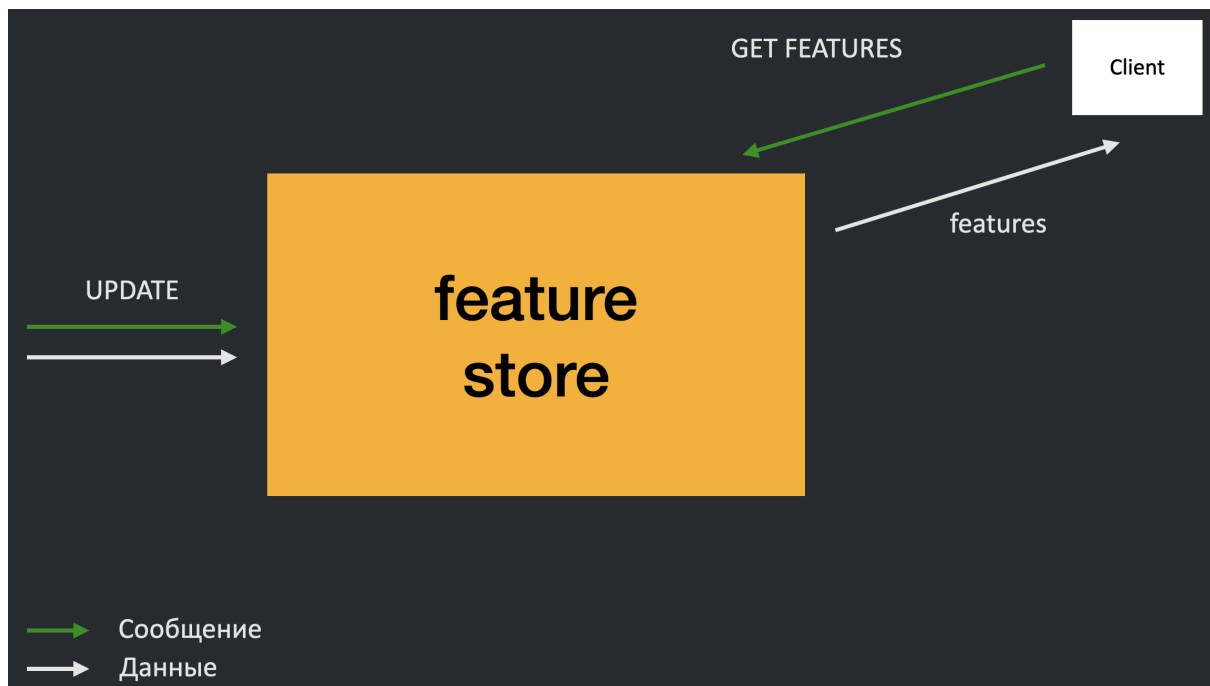 GET FEATURES
Client
features
UPDATE
feature
store
Сообщение
Данные